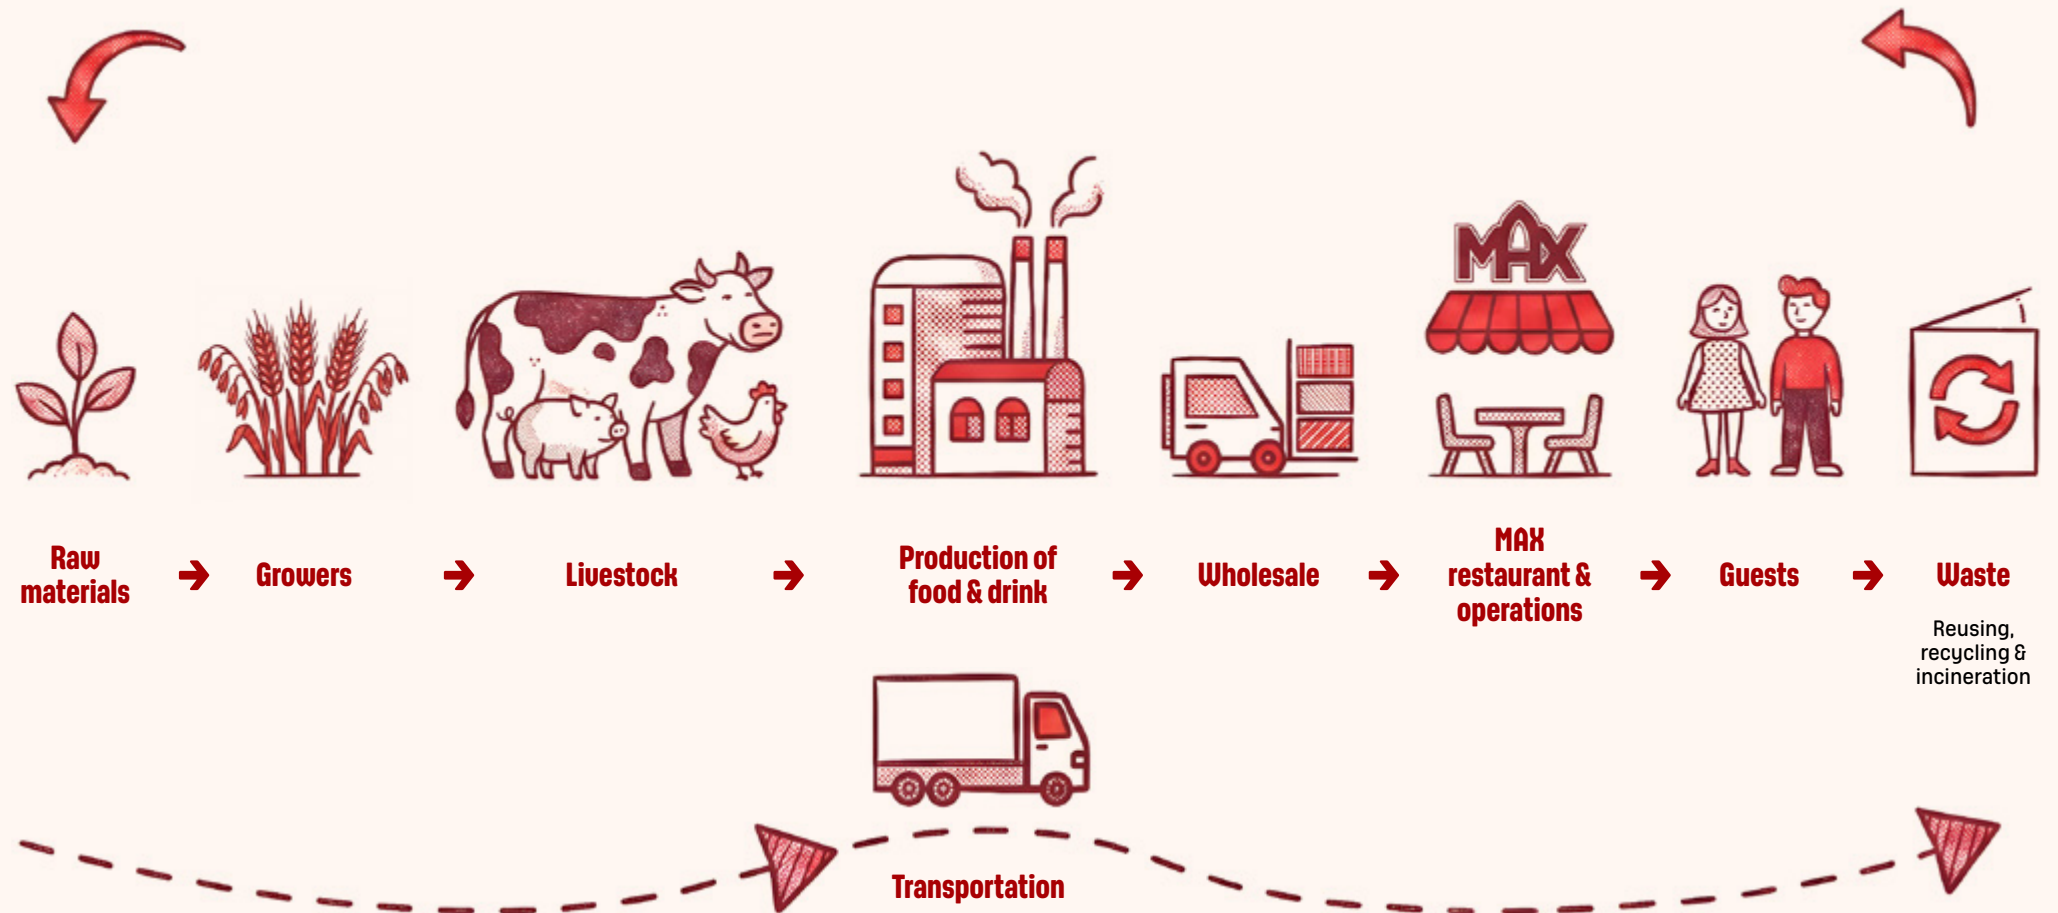 MAX
Raw
materials
Growers
Livestock
Production of
food & drink
Wholesale
MAX
restaurant &
operations
Guests
Waste
Reusing,
recycling &
incineration
Transportation